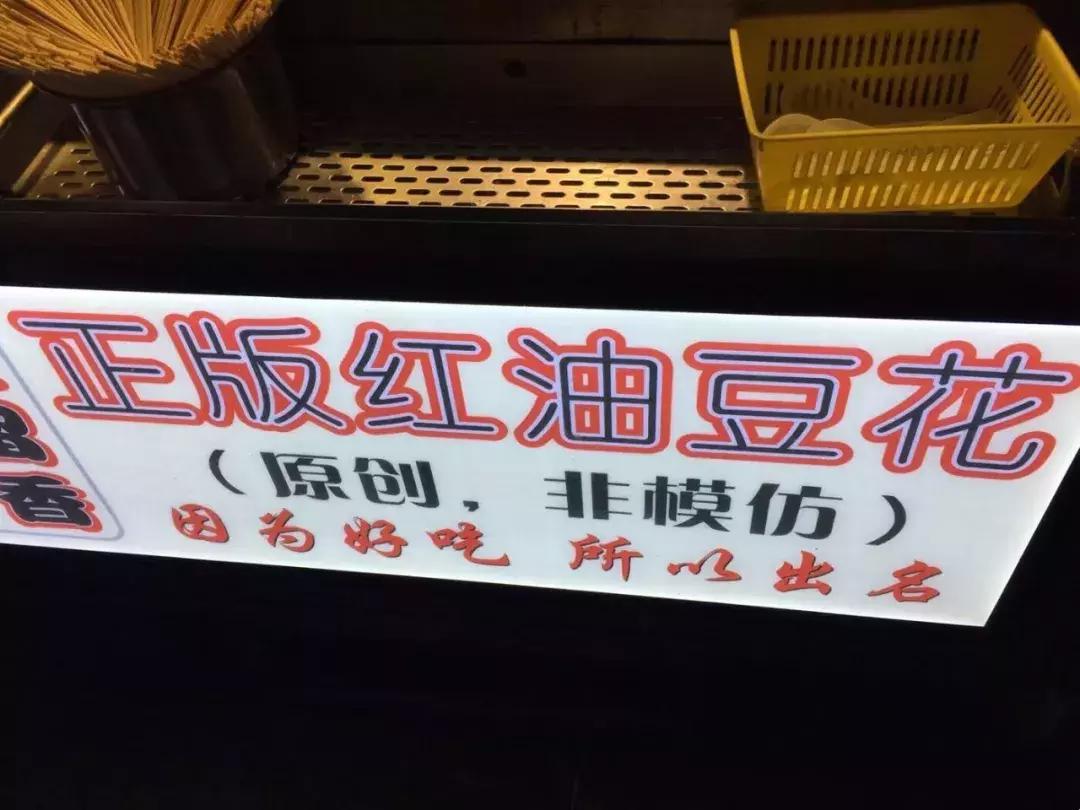 正版红油豆花
（原创，非模仿）
因为好吃 所以出名
香